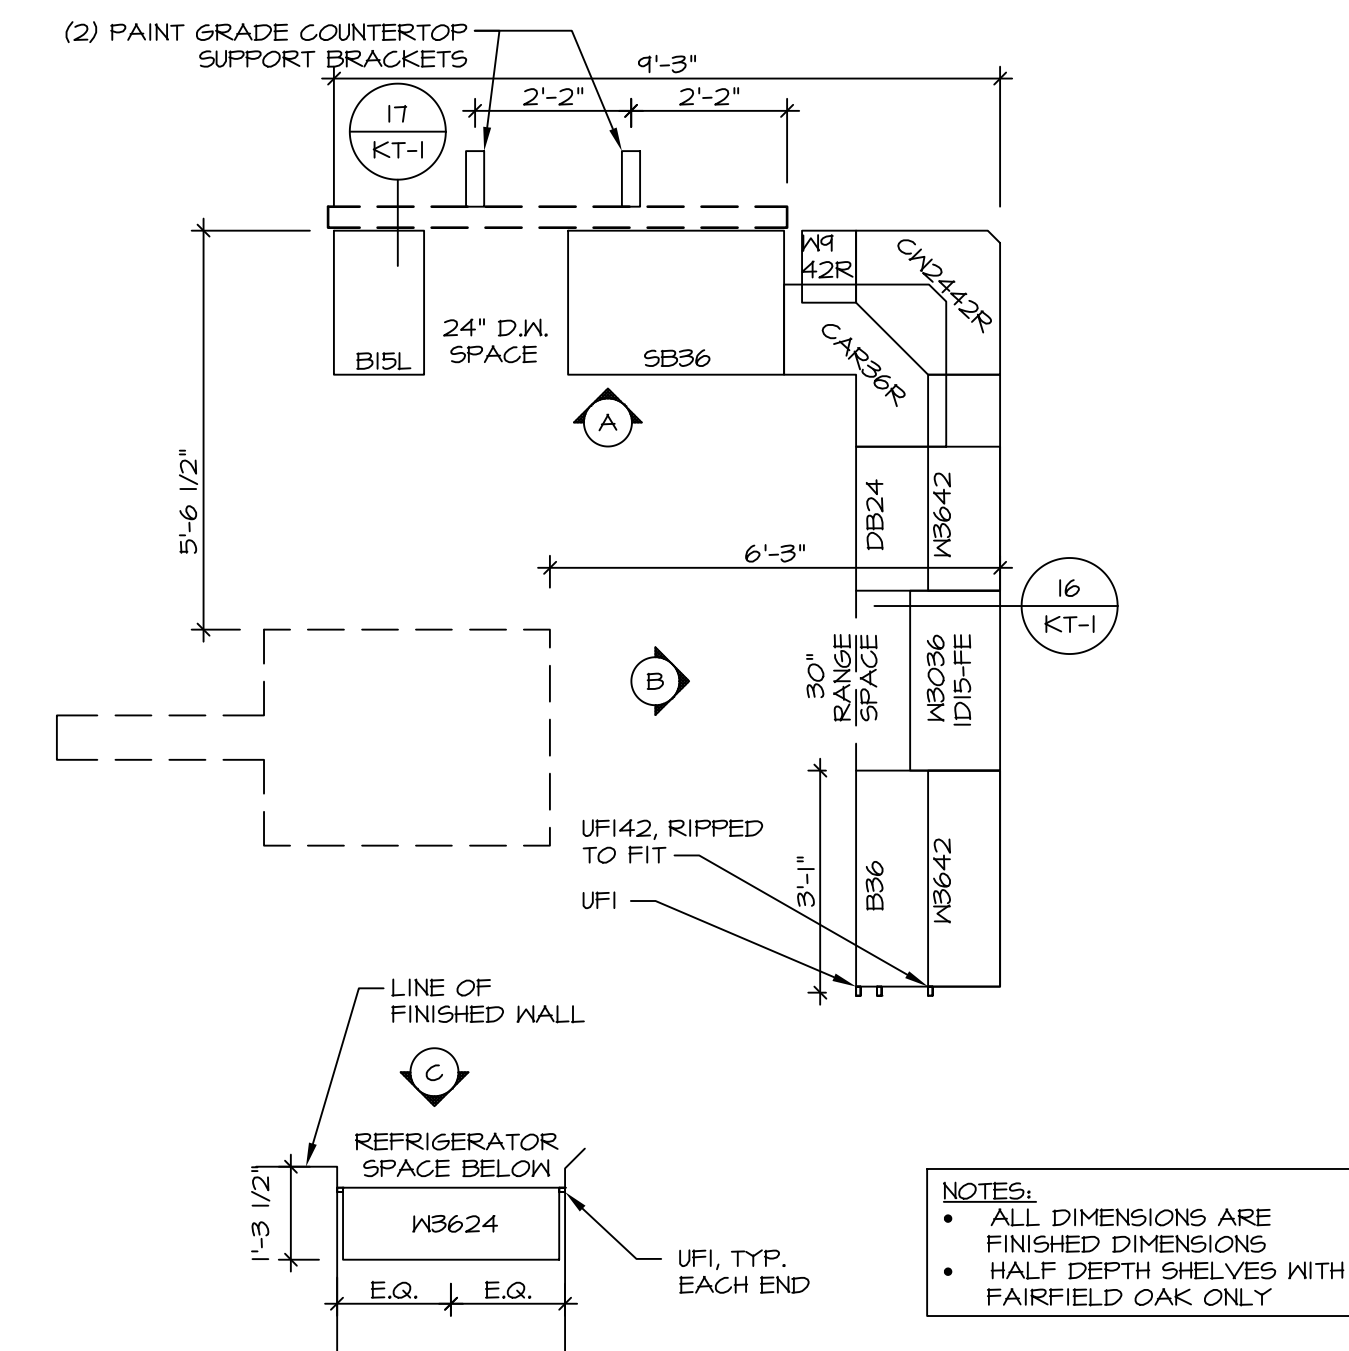 (2) PAINT GRADE COUNTERTOP
SUPPORT BRACKETS
9'-3"
2'-2"
2'-2"
17
KT-1
W9
42R
CW2442R
CAR36R
24" D.W.
SPACE
B15L
SB36
A
5'-6 1/2"
DB24
W3642
6'-3"
16
KT-1
30"
RANGE
SPACE
W3036
1D15-FE
B
UF142, RIPPED
TO FIT
UF1
3'-1"
B36
W3642
LINE OF
FINISHED WALL
C
REFRIGERATOR
SPACE BELOW
1'-3 1/2"
W3624
UF1, TYP.
EACH END
E.Q.
E.Q.
NOTES:
• ALL DIMENSIONS ARE
FINISHED DIMENSIONS
• HALF DEPTH SHELVES WITH
FAIRFIELD OAK ONLY